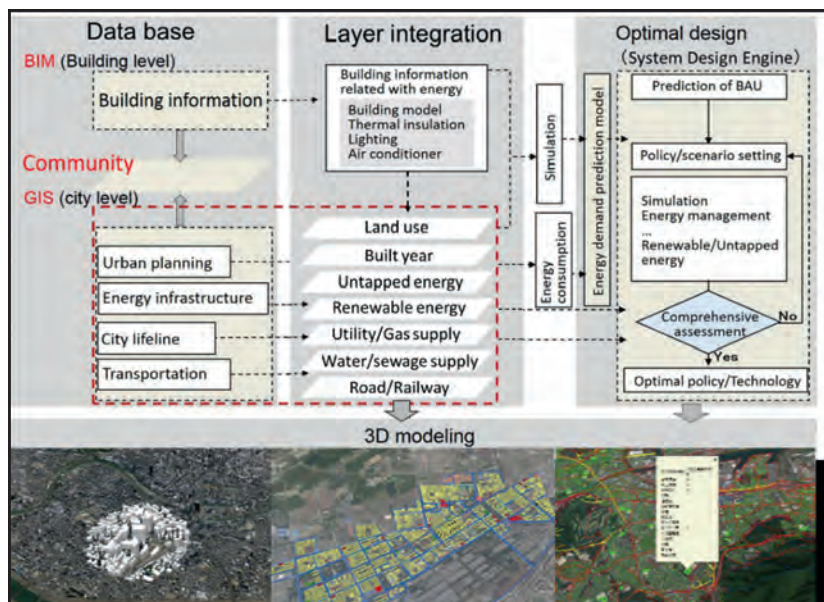 Data base
BIM (Building level)
Building information
Community
GIS (city level)
Urban planning
Energy infrastructure
City lifeline
Transportation
Layer integration
Building information
related with energy
Building model
Thermal insulation
Lighting
Air conditioner
Land use
Built year
Untapped energy
Renewable energy
Utility/Gas supply
Water/sewage supply
Road/Railway
Simulation
Energy
consumption
Energy demand prediction model
Optimal design
(System Design Engine)
Prediction of BAU
Policy/scenario setting
Simulation
Energy management
...
Renewable/Untapped
energy
Comprehensive
assessment
No
Yes
Optimal policy/Technology
3D modeling